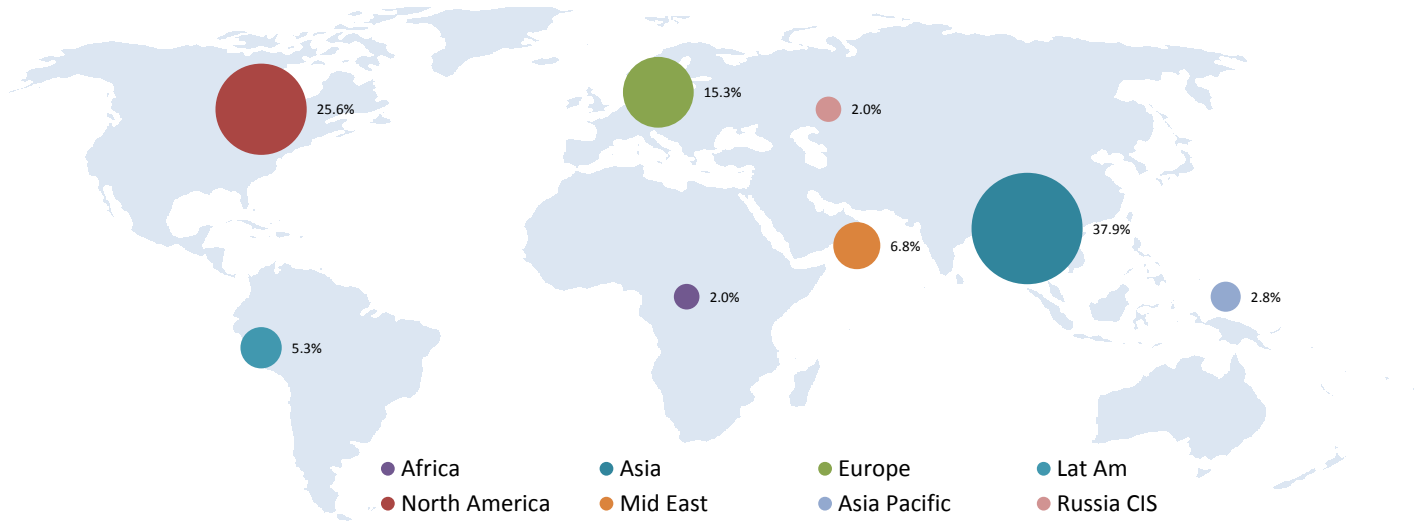 25.6%
15.3%
2.0%
37.9%
6.8%
2.0%
2.8%
5.3%
Africa
Asia
Europe
Lat Am
North America
Mid East
Asia Pacific
Russia CIS